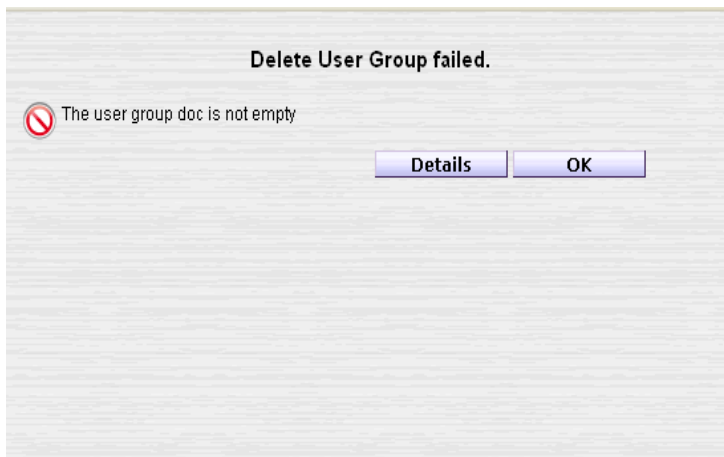 Delete User Group failed.
The user group doc is not empty
Details OK